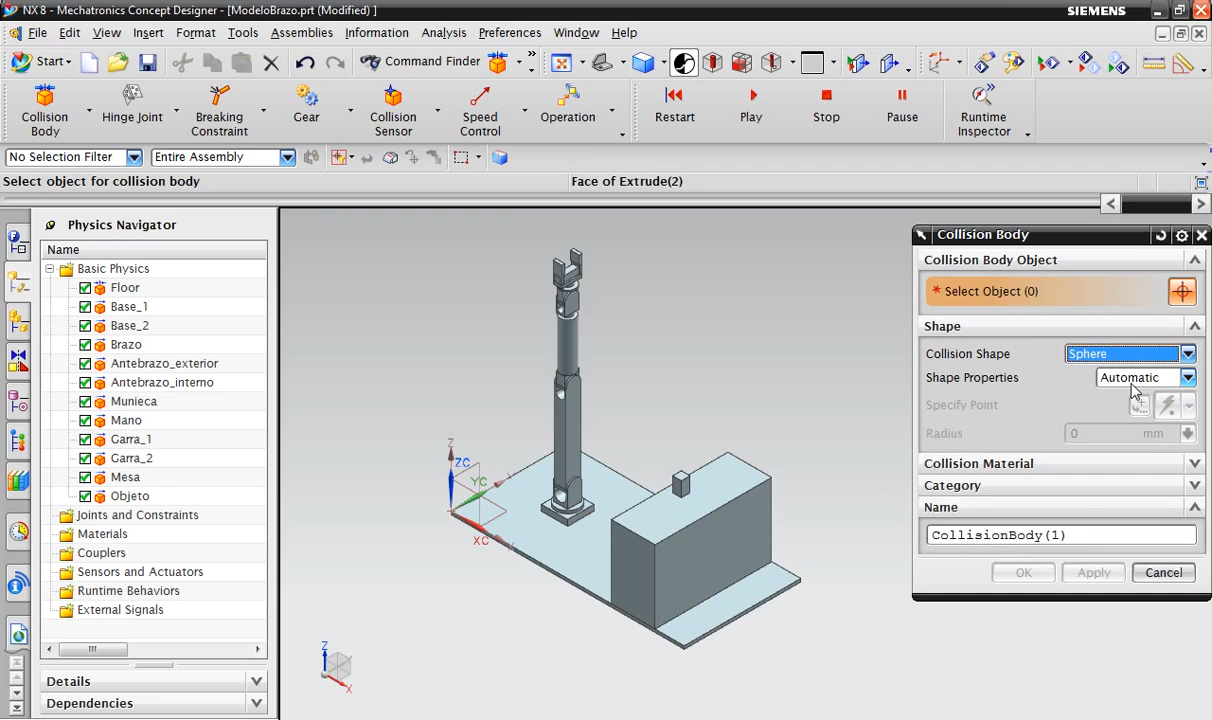 NX 8 - Mechatronics Concept Designer - [ModeloBrazo.prt (Modified) ]
SIEMENS
File Edit View Insert Format Tools Assemblies Information Analysis Preferences Window Help
Start
Command Finder
Collision Body
Hinge Joint
Breaking Constraint
Gear
Collision Sensor
Speed Control
Operation
Restart
Play
Stop
Pause
Runtime Inspector
No Selection Filter
Entire Assembly
Select object for collision body
Face of Extrude(2)
Physics Navigator
Name
Basic Physics
Floor
Base_1
Base_2
Brazo
Antebrazo_exterior
Antebrazo_interno
Munieca
Mano
Garra_1
Garra_2
Mesa
Objeto
Joints and Constraints
Materials
Couplers
Sensors and Actuators
Runtime Behaviors
External Signals
Details
Dependencies
Z
ZC
YC
XC
Z
X
Collision Body
Collision Body Object
* Select Object (0)
Shape
Collision Shape
Sphere
Shape Properties
Automatic
Specify Point
Radius
0 mm
Collision Material
Category
Name
CollisionBody(1)
OK
Apply
Cancel